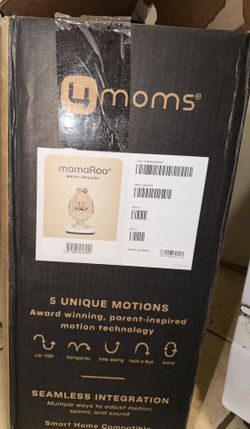 4moms®
mamaRoo®
5 UNIQUE MOTIONS
Award winning, parent-inspired
motion technology
car ride kangaroo tree swing rock-a-bye wave
SEAMLESS INTEGRATION
Multiple ways to adjust motion,
speed, and sound
Smart Home Compatible